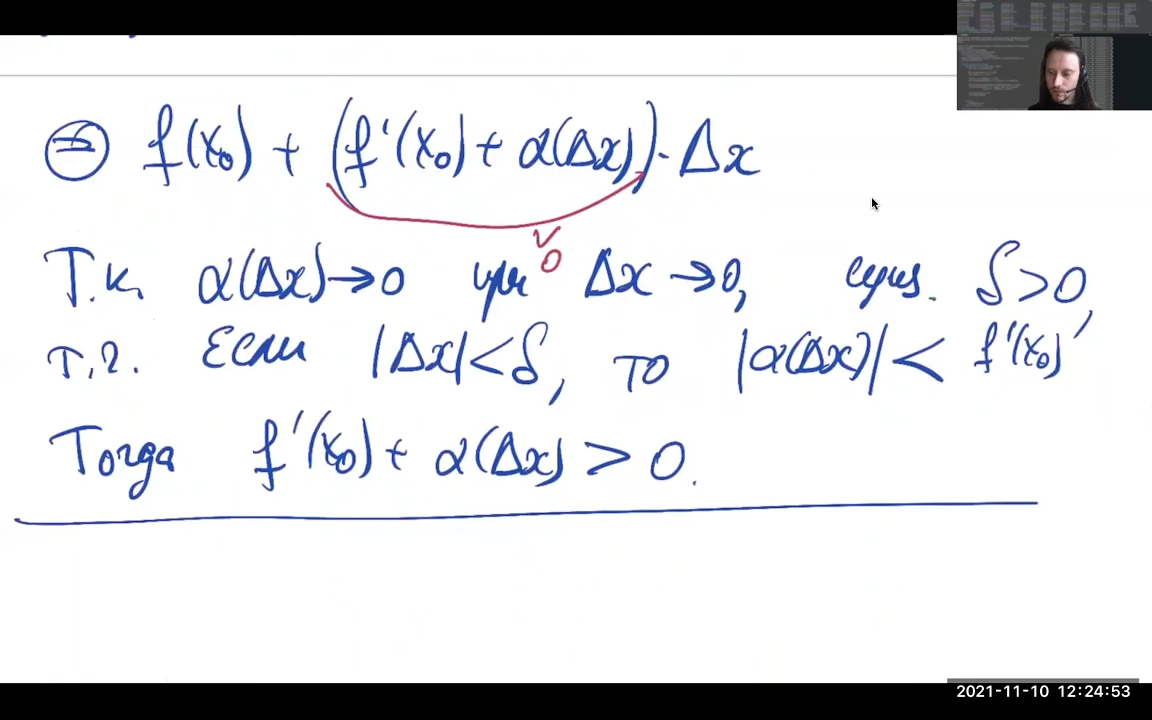 = f(x₀) + (f'(x₀) + α(Δx))·Δx
∨
0
Т.к. α(Δx)→0 при Δx→0, сущ. δ>0,
т.ч. Если |Δx|<δ, то |α(Δx)| < f'(x₀)
Тогда f'(x₀) + α(Δx) > 0.
2021-11-10 12:24:53